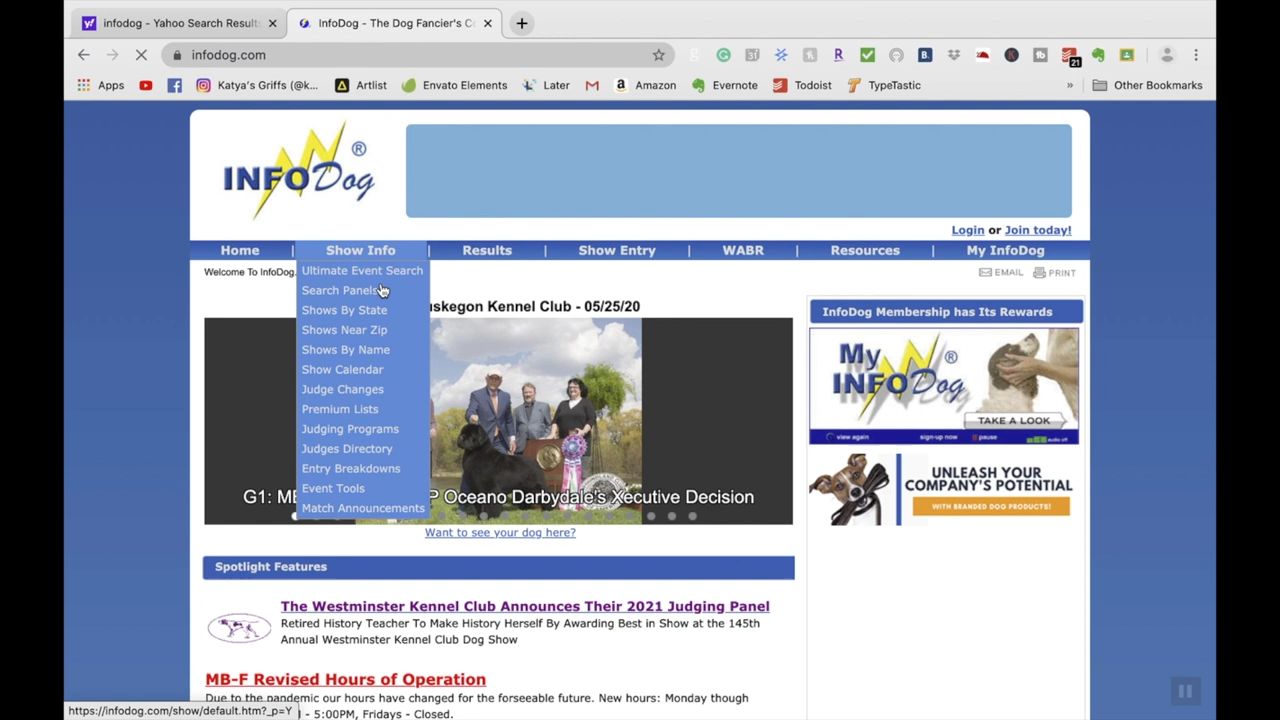 infodog - Yahoo Search Results
InfoDog - The Dog Fancier's Co
infodog.com
21
Apps
Katya's Griffs (@k...
Artlist
Envato Elements
Later
Amazon
Evernote
Todoist
TypeTastic
»
Other Bookmarks
INFODog®
Login or Join today!
Home | Show Info | Results | Show Entry | WABR | Resources | My InfoDog
Welcome To InfoDog.
EMAIL PRINT
Ultimate Event Search
Search Panels
Shows By State
Shows Near Zip
Shows By Name
Show Calendar
Judge Changes
Premium Lists
Judging Programs
Judges Directory
Entry Breakdowns
Event Tools
Match Announcements
uskegon Kennel Club - 05/25/20
G1: M P Oceano Darbydale's Xecutive Decision
Want to see your dog here?
Spotlight Features
The Westminster Kennel Club Announces Their 2021 Judging Panel
Retired History Teacher To Make History Herself By Awarding Best in Show at the 145th
Annual Westminster Kennel Club Dog Show
MB-F Revised Hours of Operation
Due to the pandemic our hours have changed for the forseeable future. New hours: Monday though
- 5:00PM, Fridays - Closed.
InfoDog Membership has Its Rewards
My
INFODog®
TAKE A LOOK
view again sign-up now pause audio off
UNLEASH YOUR
COMPANY'S POTENTIAL
WITH BRANDED DOG PRODUCTS!
https://infodog.com/show/default.htm?_p=Y